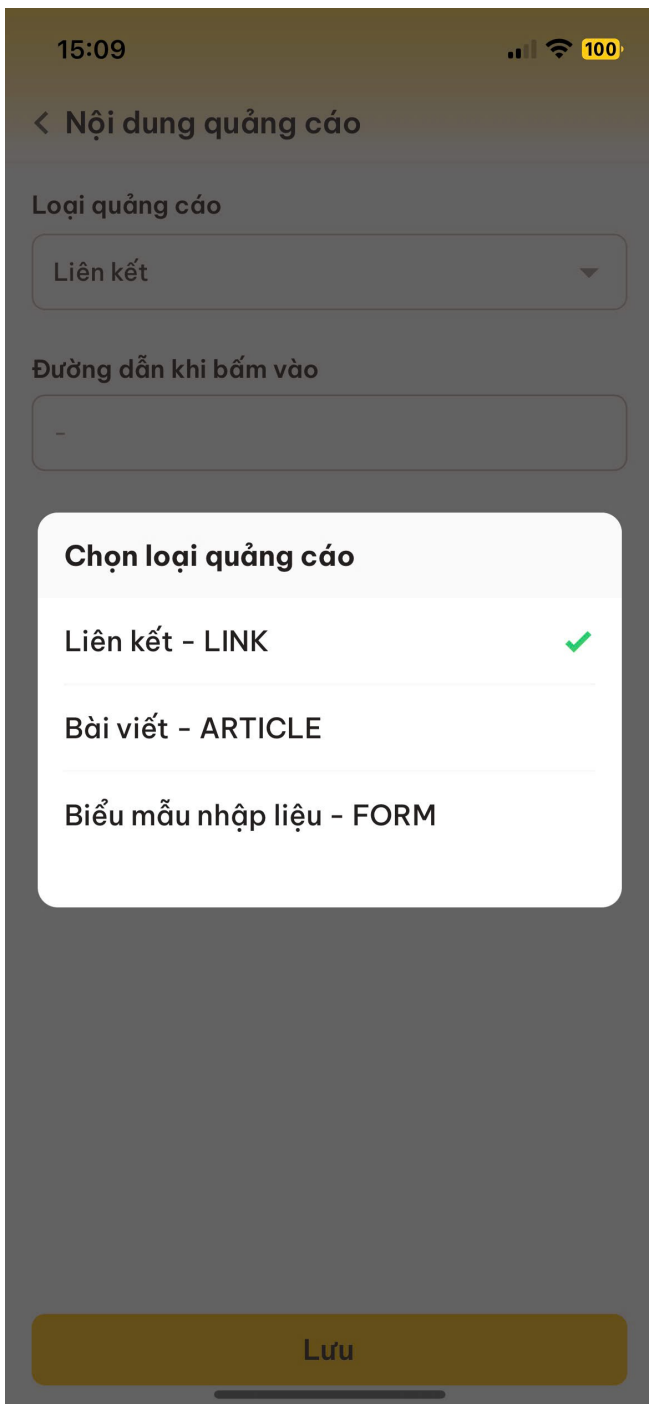 15:09
100
Nội dung quảng cáo
Loại quảng cáo
Liên kết
Đường dẫn khi bấm vào
-
Chọn loại quảng cáo
Liên kết - LINK
Bài viết - ARTICLE
Biểu mẫu nhập liệu - FORM
Lưu